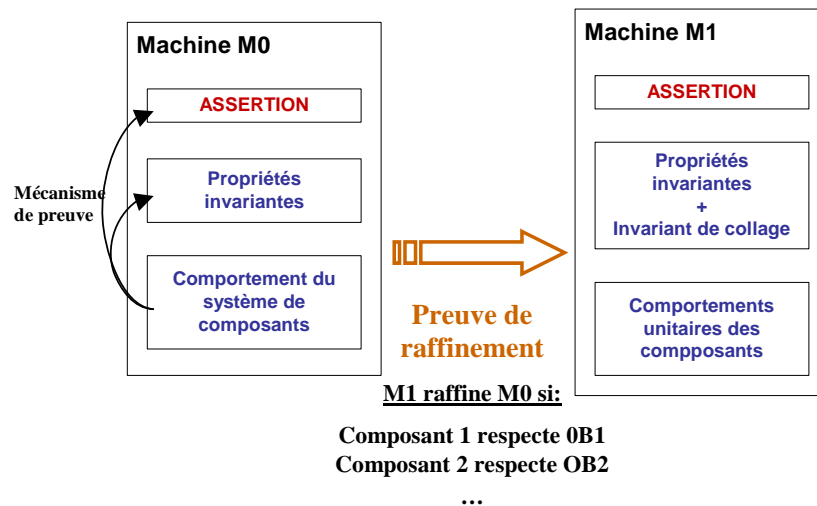 Machine M0
ASSERTION
Propriétés
invariantes
Comportement du
système de
composants
Mécanisme
de preuve
Preuve de
raffinement
M1 raffine M0 si:
Composant 1 respecte 0B1
Composant 2 respecte OB2
…
Machine M1
ASSERTION
Propriétés
invariantes
+
Invariant de collage
Comportements
unitaires des
compposants